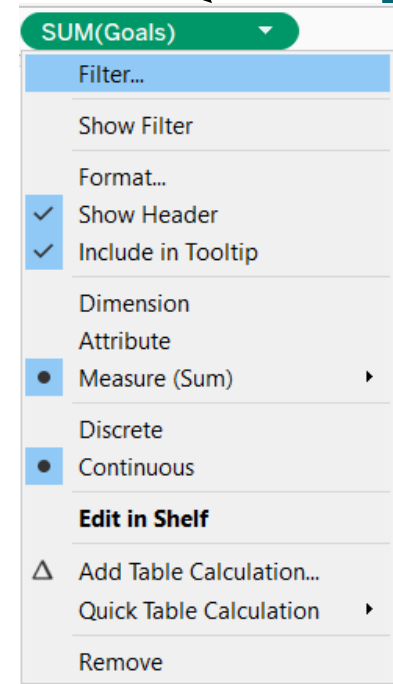 SUM(Goals)
Filter...
Show Filter
Format...
Show Header
Include in Tooltip
Dimension
Attribute
Measure (Sum)
Discrete
Continuous
Edit in Shelf
Add Table Calculation...
Quick Table Calculation
Remove